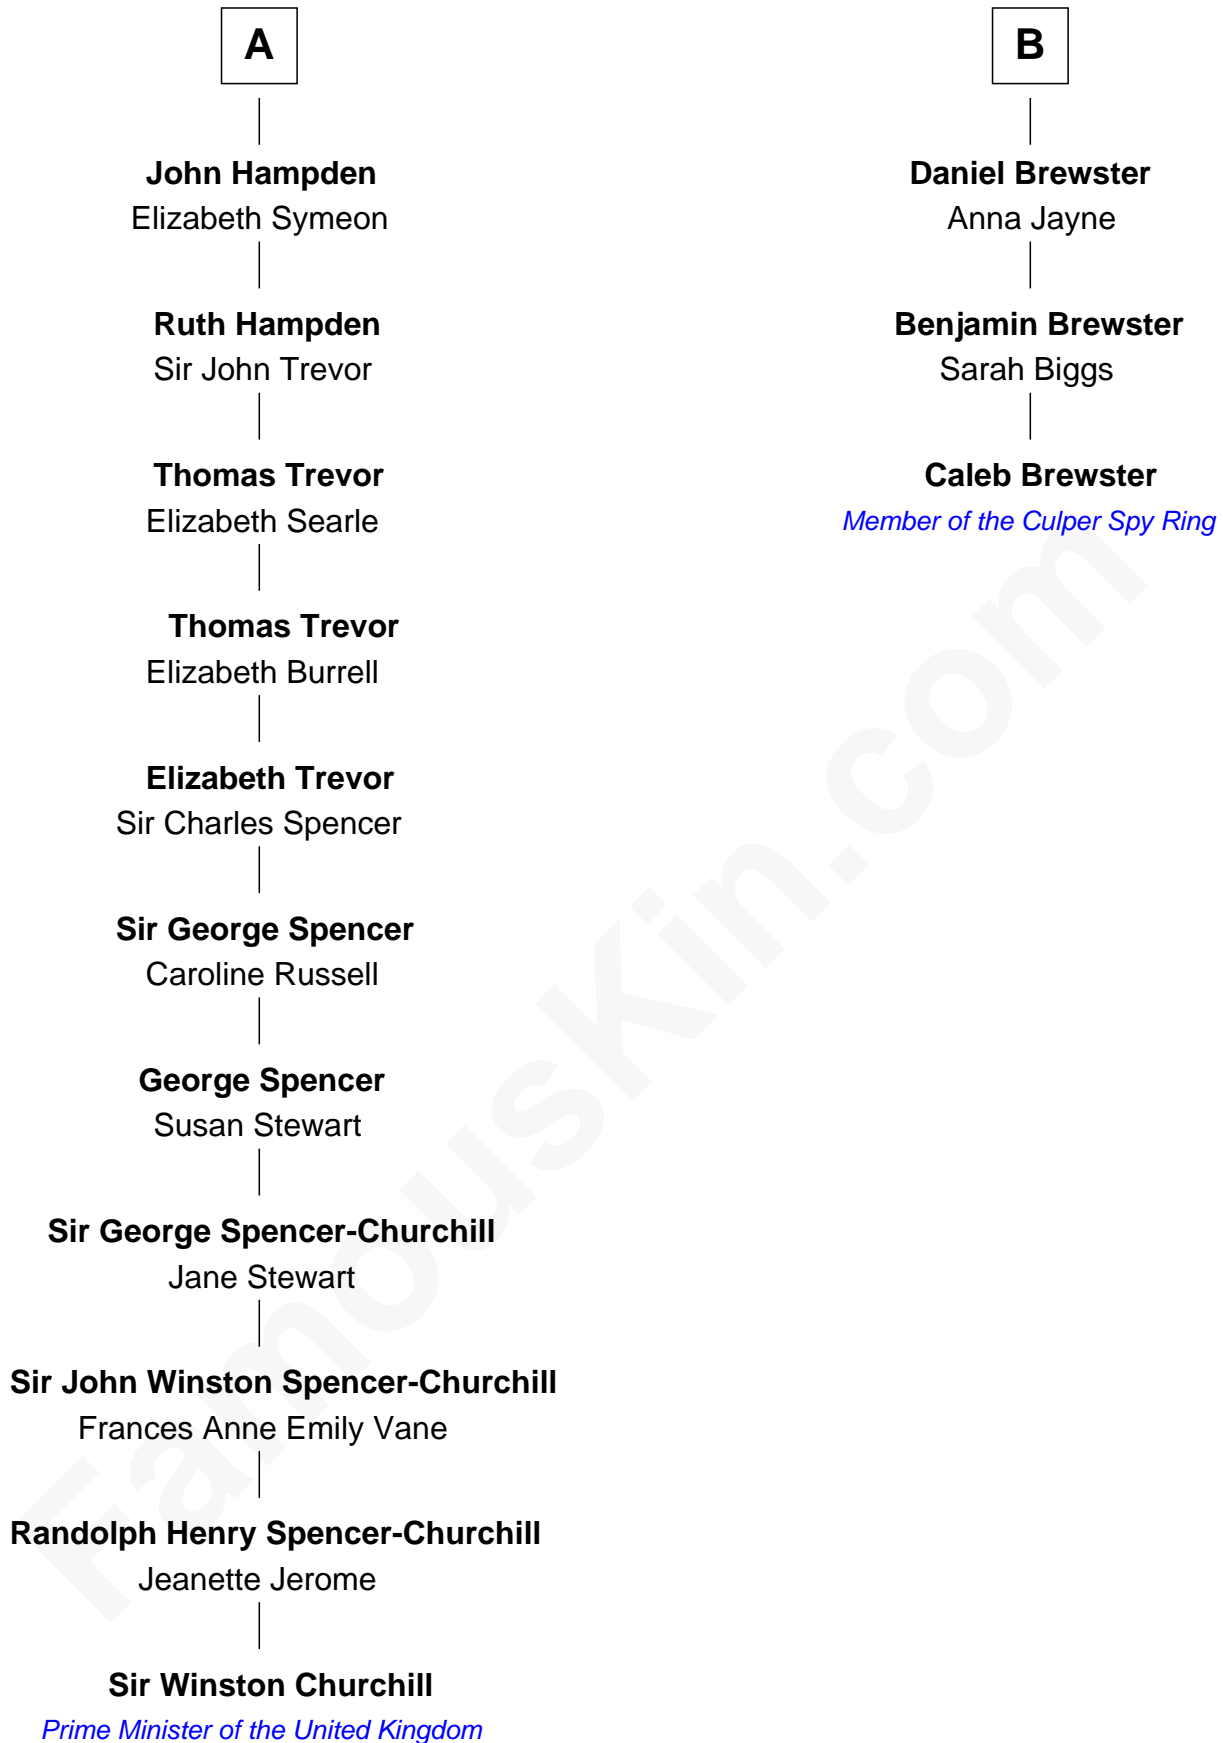 A
John Hampden
Elizabeth Symeon
Ruth Hampden
Sir John Trevor
Thomas Trevor
Elizabeth Searle
Thomas Trevor
Elizabeth Burrell
Elizabeth Trevor
Sir Charles Spencer
Sir George Spencer
Caroline Russell
George Spencer
Susan Stewart
Sir George Spencer-Churchill
Jane Stewart
Sir John Winston Spencer-Churchill
Frances Anne Emily Vane
Randolph Henry Spencer-Churchill
Jeanette Jerome
Sir Winston Churchill
Prime Minister of the United Kingdom
B
Daniel Brewster
Anna Jayne
Benjamin Brewster
Sarah Biggs
Caleb Brewster
Member of the Culper Spy Ring
FamousKin.com